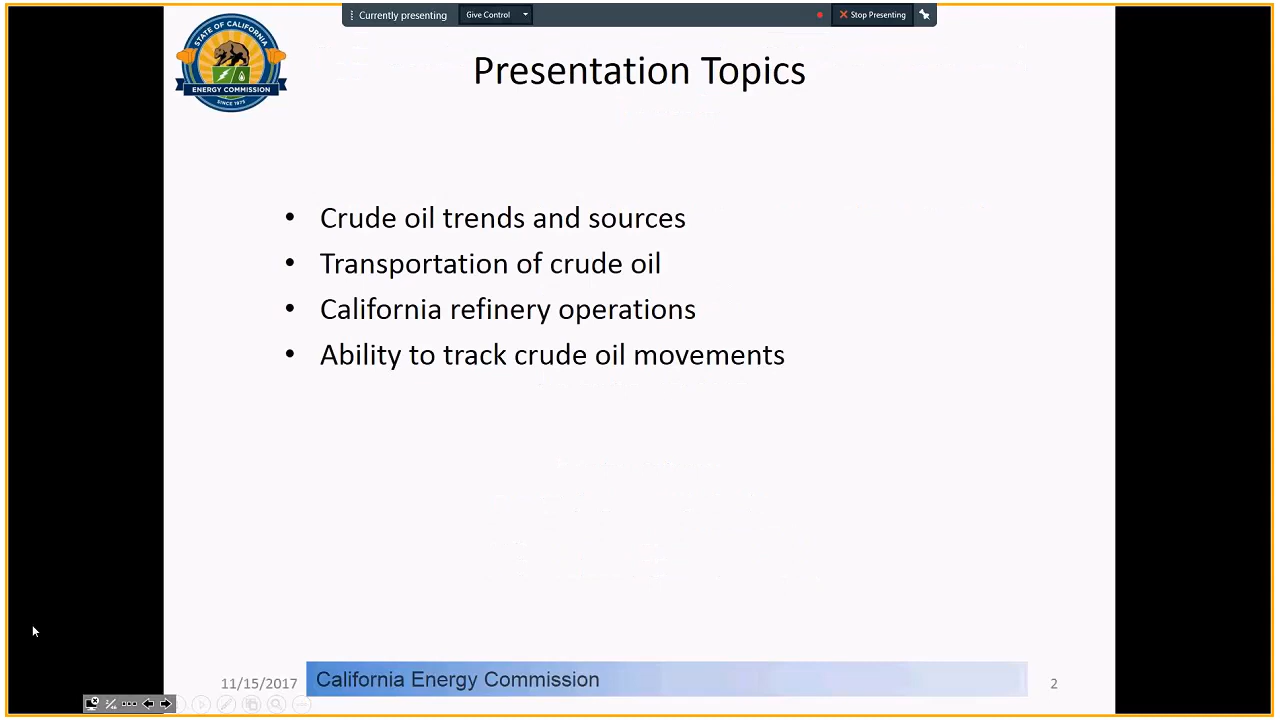 Currently presenting
Give Control
Stop Presenting
STATE OF CALIFORNIA
ENERGY COMMISSION
SINCE 1975
Presentation Topics
• Crude oil trends and sources
• Transportation of crude oil
• California refinery operations
• Ability to track crude oil movements
11/15/2017
California Energy Commission
2